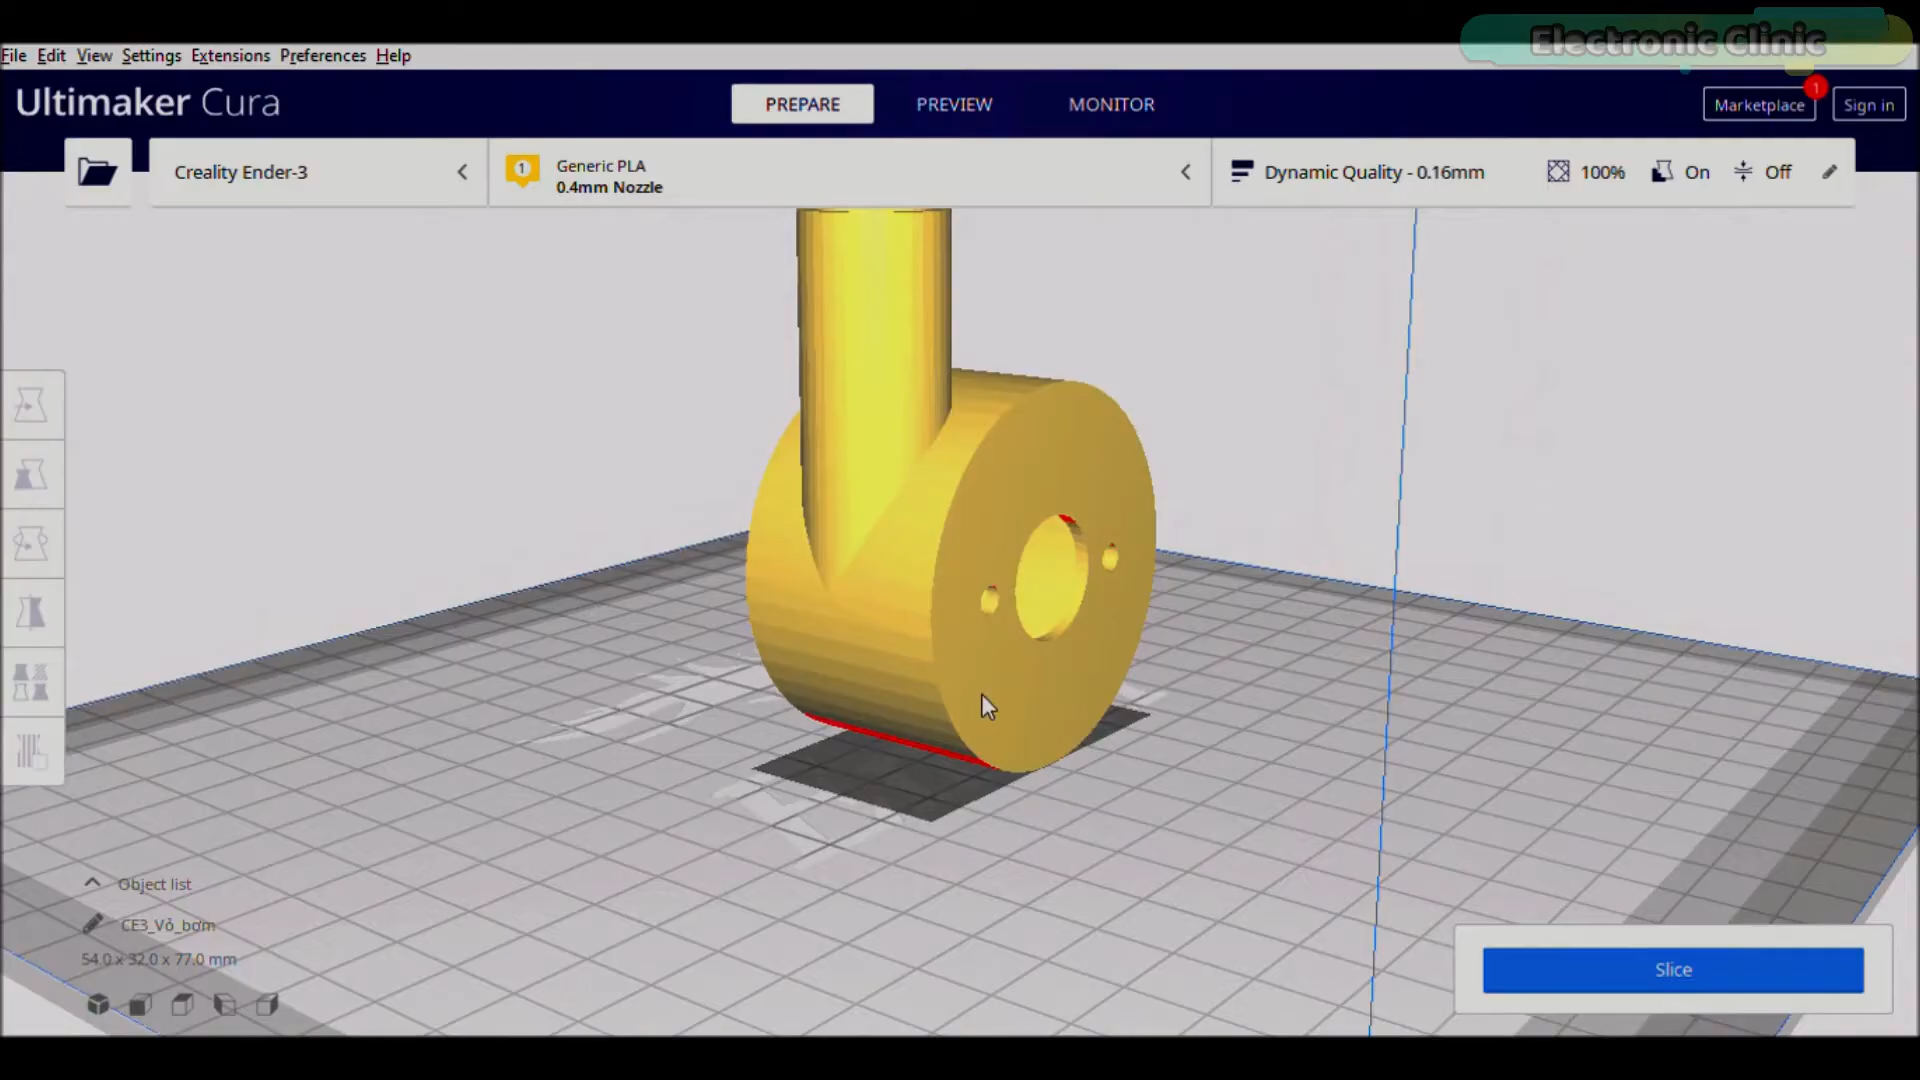 Electronic Clinic
File Edit View Settings Extensions Preferences Help
Ultimaker Cura
PREPARE
PREVIEW
MONITOR
Marketplace
1
Sign in
Creality Ender-3
1
Generic PLA
0.4mm Nozzle
Dynamic Quality - 0.16mm
100%
On
Off
Object list
CE3_Vỏ_bơm
54.0 x 32.0 x 77.0 mm
Slice